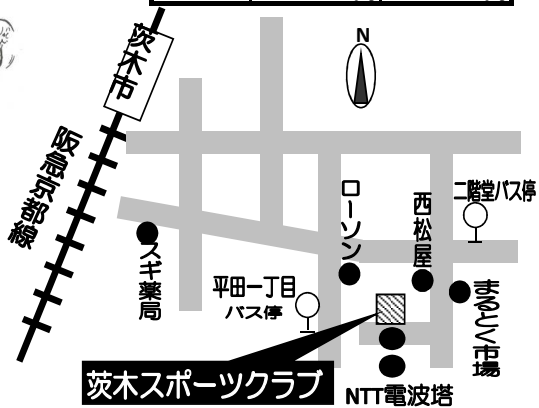 N
茨木市
阪急京都線
スギ薬局
ローソン
西松屋
二階堂バス停
平田一丁目
バス停
まるとく市場
茨木スポーツクラブ
NTT電波塔